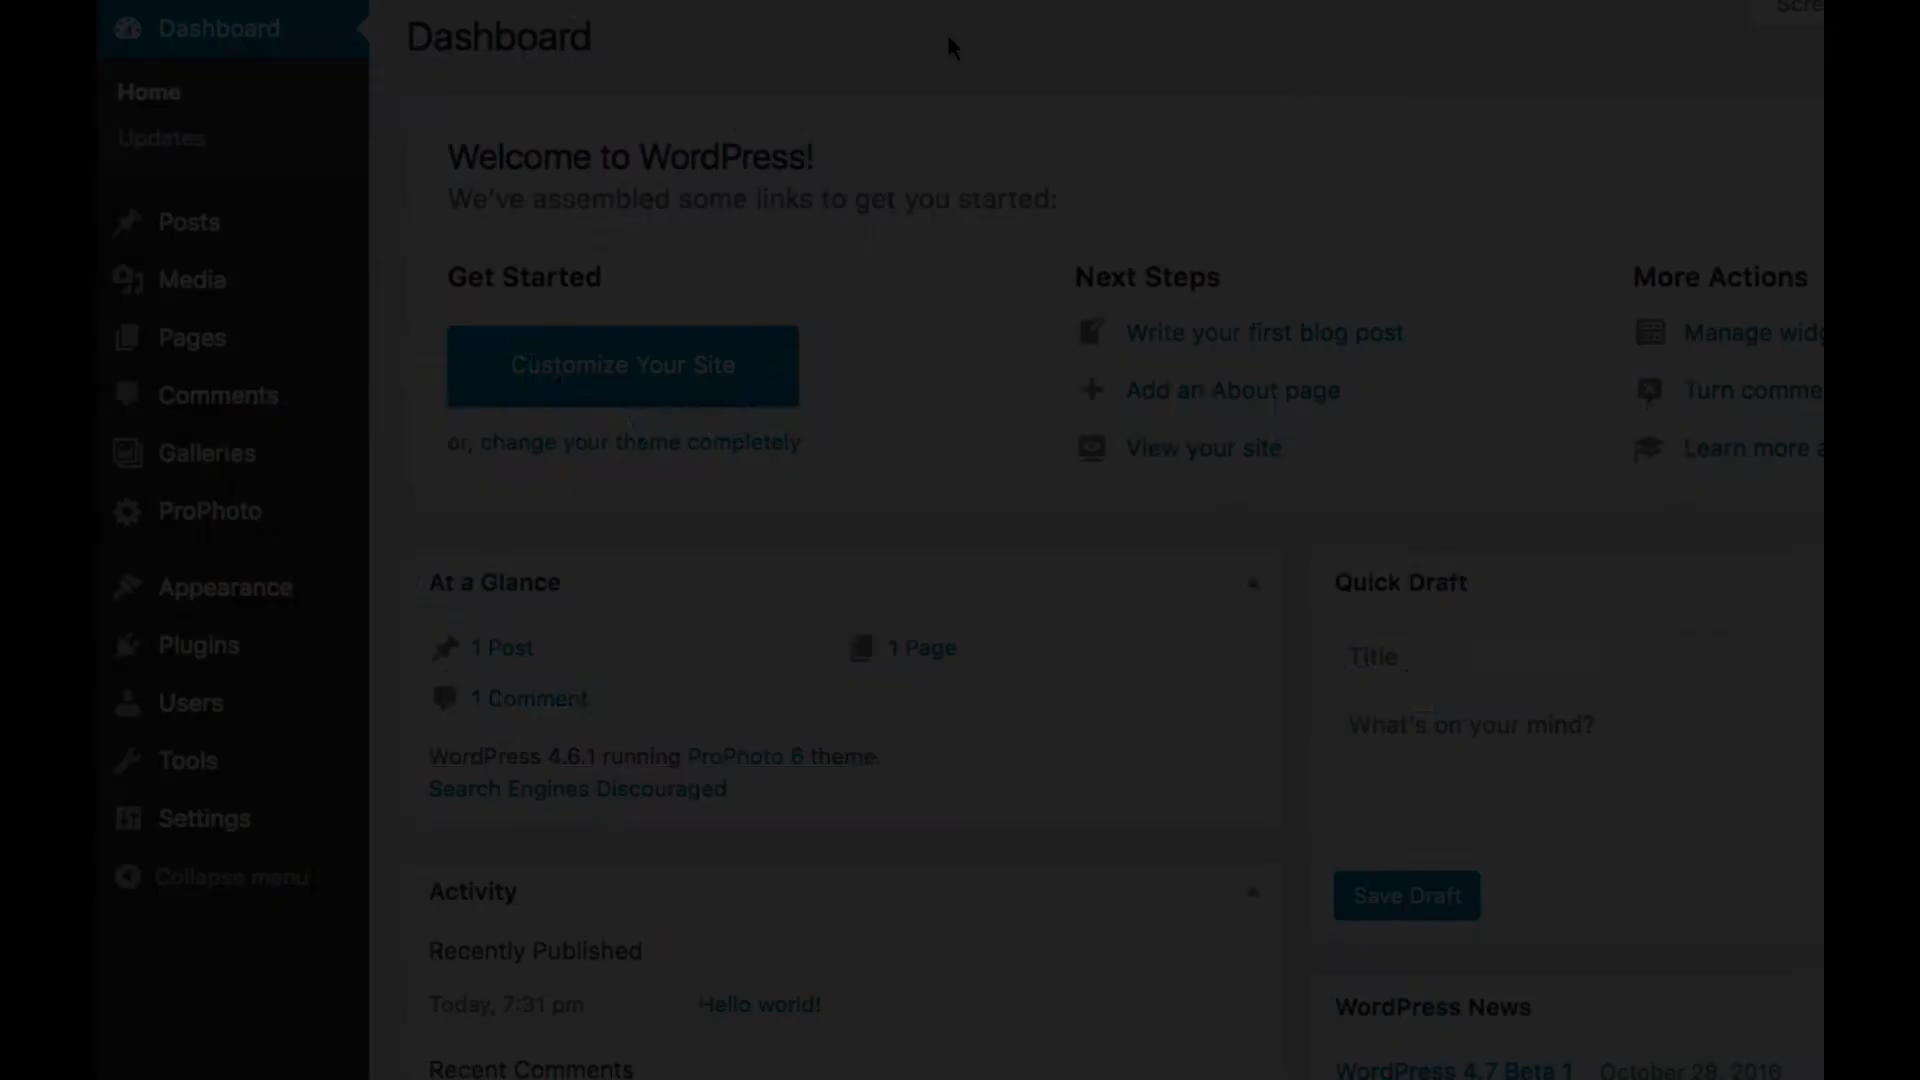 Dashboard
Home
Updates
Posts
Media
Pages
Comments
Galleries
ProPhoto
Appearance
Plugins
Users
Tools
Settings
Collapse menu
Dashboard
Scre
Welcome to WordPress!
We've assembled some links to get you started:
Get Started
Customize Your Site
or, change your theme completely
Next Steps
Write your first blog post
Add an About page
View your site
More Actions
Manage widg
Turn comme
Learn more a
At a Glance
1 Post
1 Page
1 Comment
WordPress 4.6.1 running ProPhoto 6 theme.
Search Engines Discouraged
Activity
Recently Published
Today, 7:31 pm Hello world!
Recent Comments
Quick Draft
Title
What's on your mind?
Save Draft
WordPress News
WordPress 4.7 Beta 1 October 28, 2016